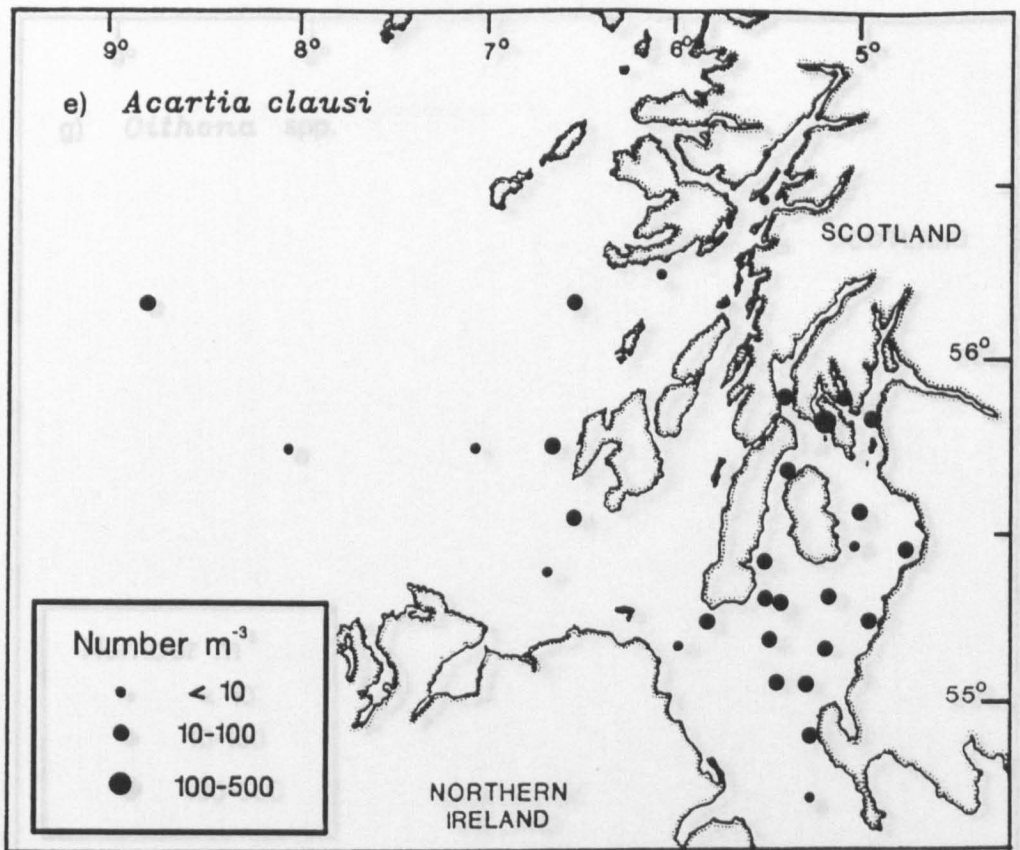 9° 8° 7° 6° 5°
e) Acartia clausi
g) Oithona spp.
SCOTLAND
56°
Number m⁻³
< 10
10-100
100-500
55°
NORTHERN
IRELAND